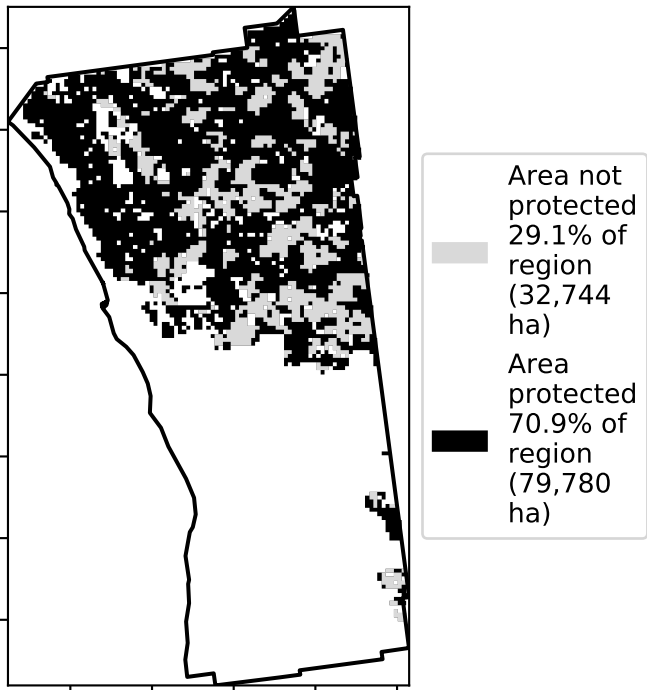 Area not
protected
29.1% of
region
(32,744
ha)
Area
protected
70.9% of
region
(79,780
ha)